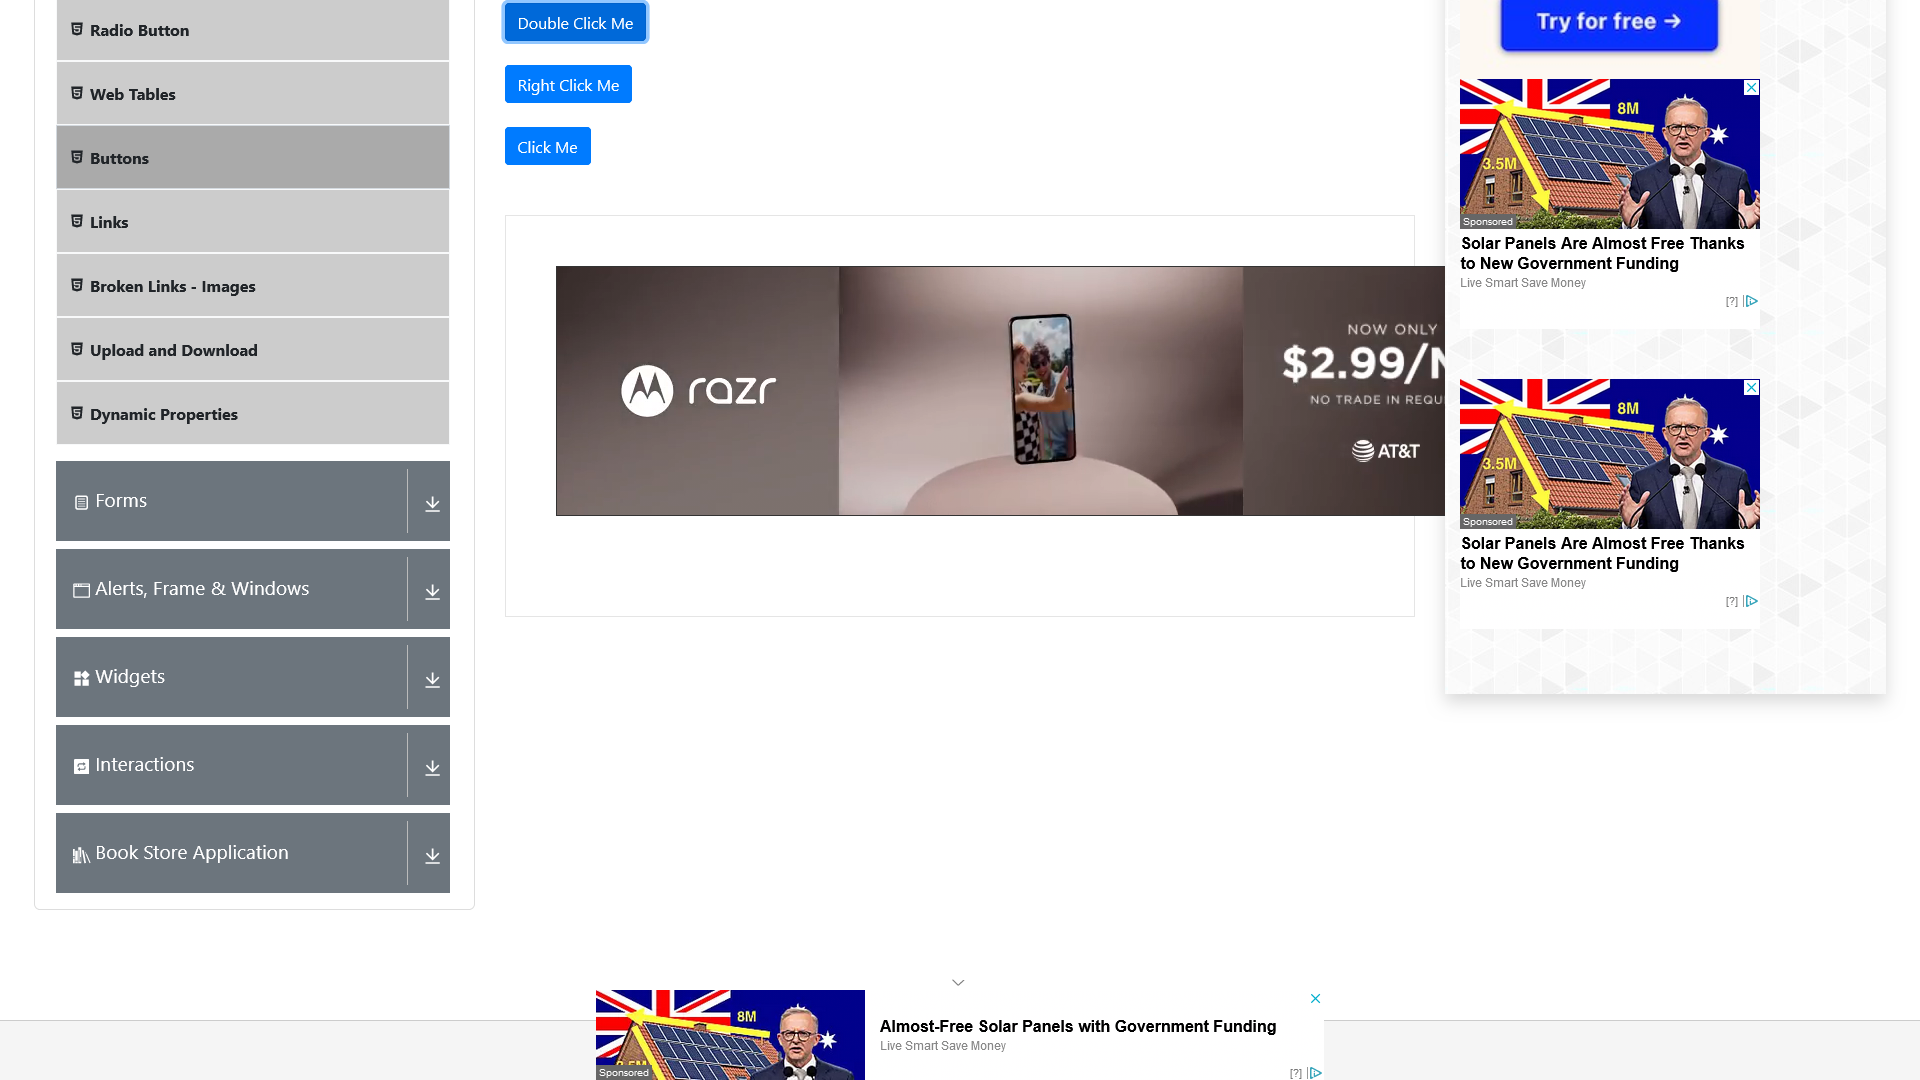 Radio Button
Web Tables
Buttons
Links
Broken Links - Images
Upload and Download
Dynamic Properties
Forms
Alerts, Frame & Windows
Widgets
Interactions
Book Store Application
Double Click Me
Right Click Me
Click Me
razr
NOW ONLY
$2.99/
NO TRADE IN REQU
AT&T
Try for free →
8M
3.5M
Sponsored
Solar Panels Are Almost Free Thanks
to New Government Funding
Live Smart Save Money
[?]
8M
3.5M
Sponsored
Solar Panels Are Almost Free Thanks
to New Government Funding
Live Smart Save Money
[?]
8M
Sponsored
Almost-Free Solar Panels with Government Funding
Live Smart Save Money
[?]